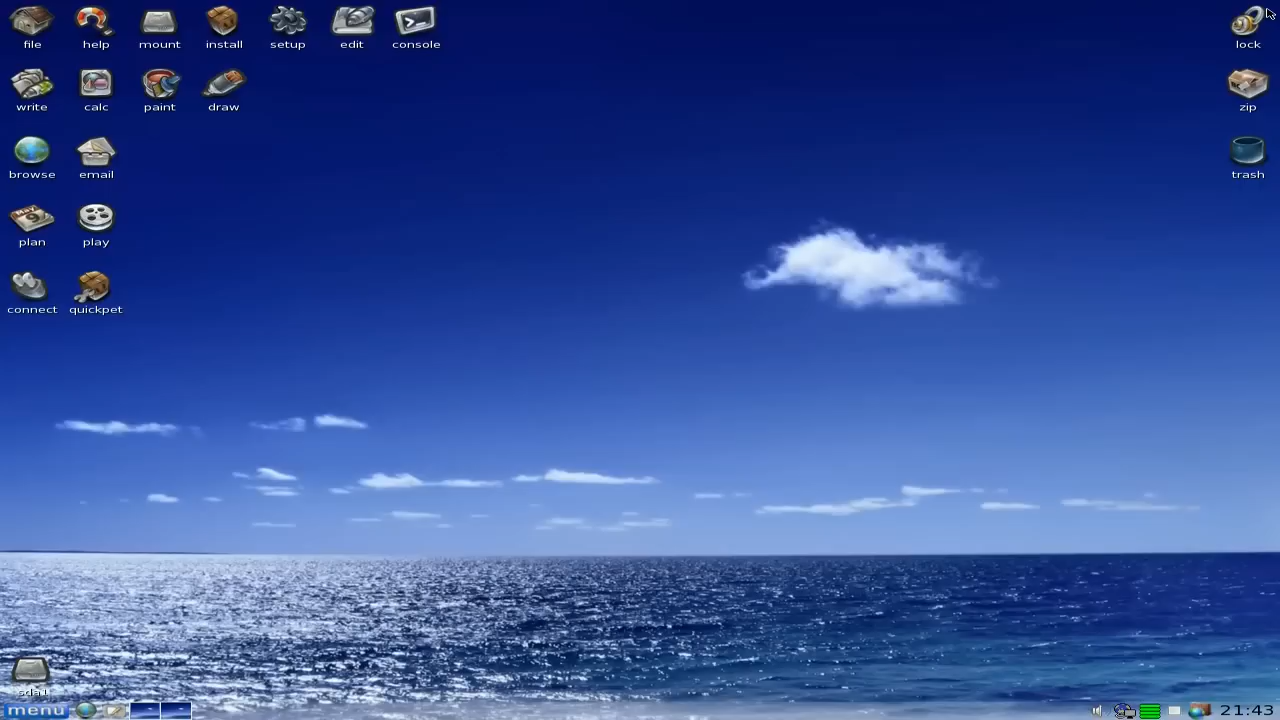 file help mount install setup edit console lock
write calc paint draw zip
browse email trash
plan play
connect quickpet
sda1
menu 21:43